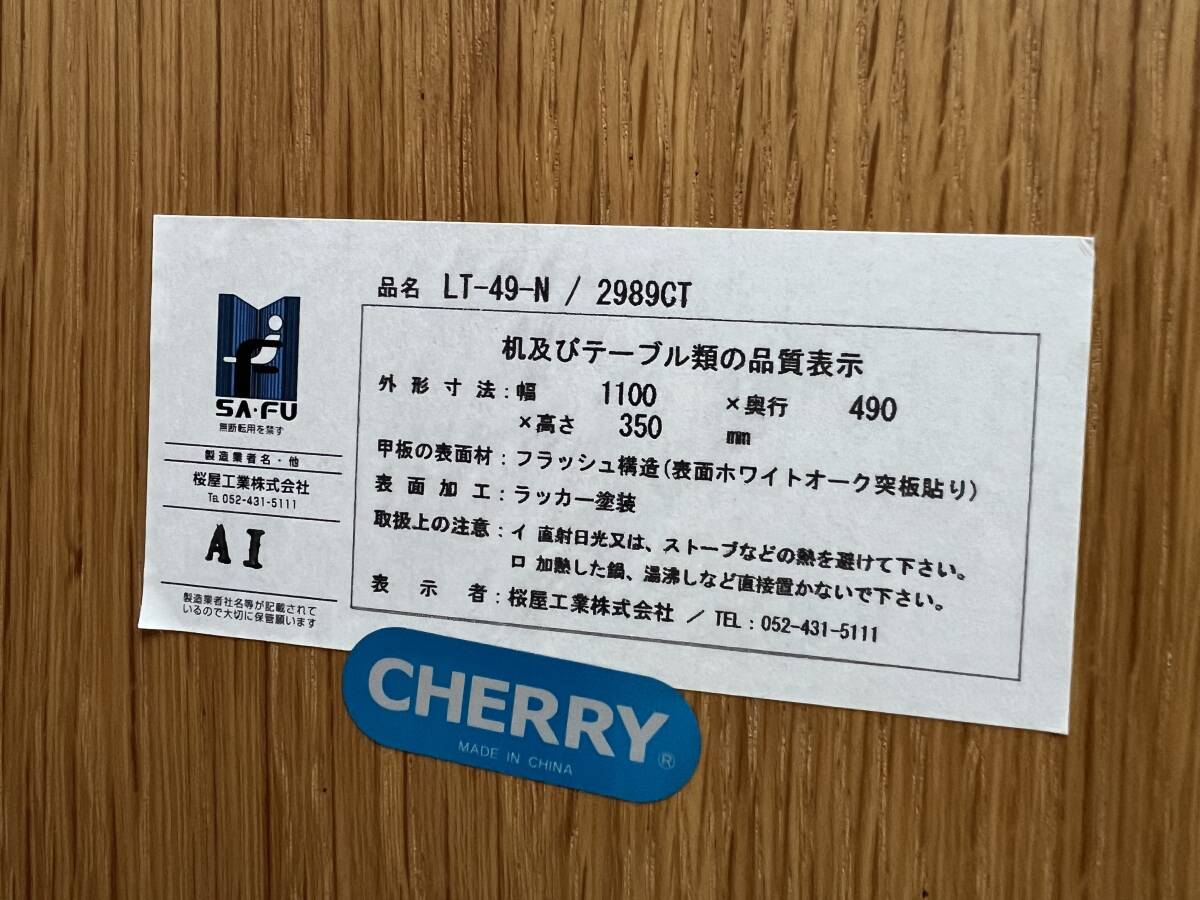 SA・FU
無断転用を禁ず
製造業者名・他
桜屋工業株式会社
TEL 052-431-5111
AI
製造業者社名等が記載されて
いるので大切に保管願います
品名 LT-49-N / 2989CT
机及びテーブル類の品質表示
外形寸法:幅 1100 ×奥行 490
×高さ 350 mm
甲板の表面材:フラッシュ構造(表面ホワイトオーク突板貼り)
表面加工:ラッカー塗装
取扱上の注意:イ 直射日光又は、ストーブなどの熱を避けて下さい。
ロ 加熱した鍋、湯沸しなど直接置かないで下さい。
表示者:桜屋工業株式会社 / TEL:052-431-5111
CHERRY®
MADE IN CHINA